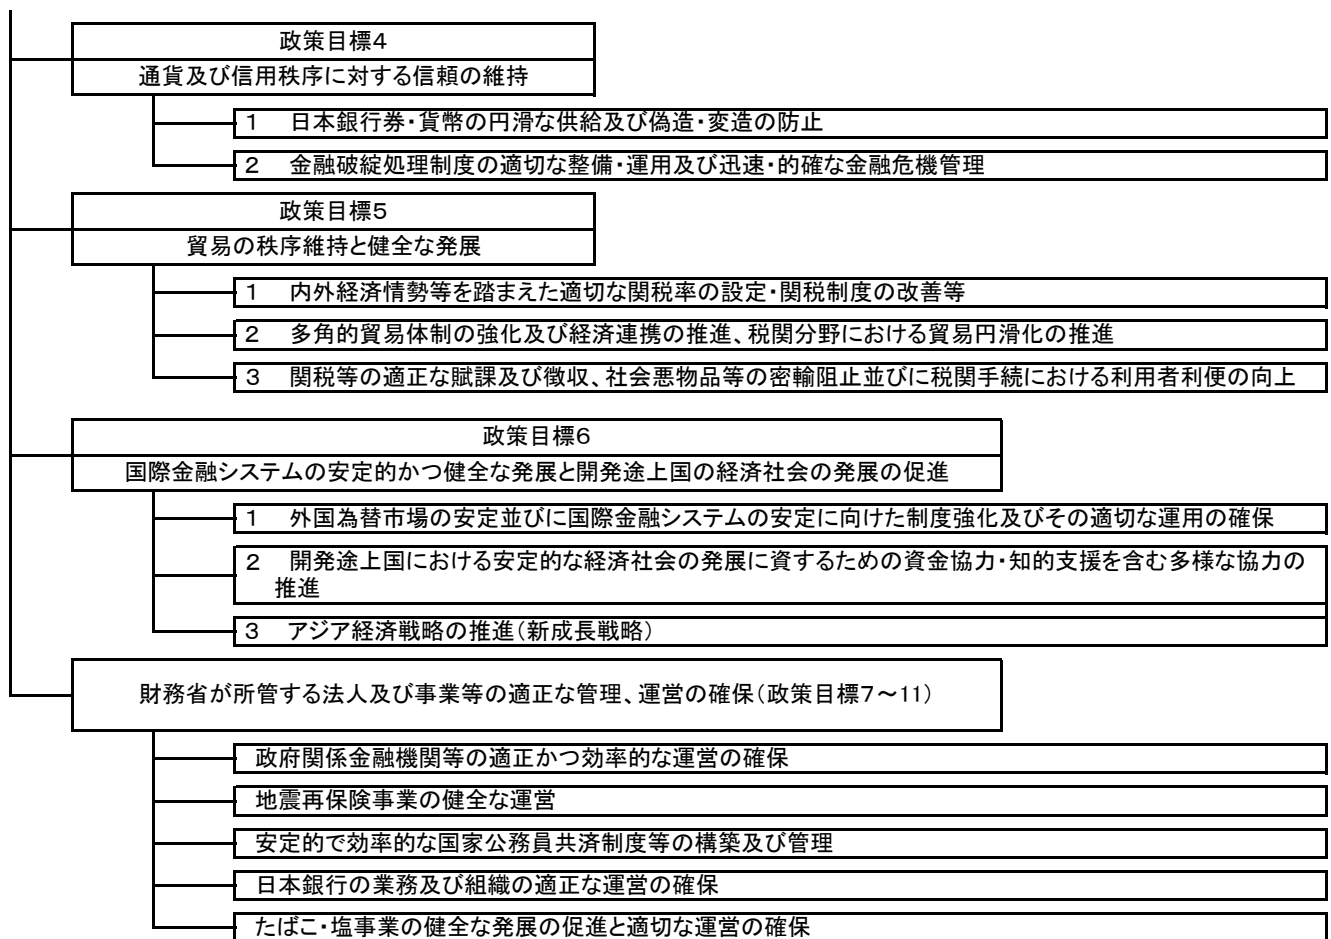 政策目標4
通貨及び信用秩序に対する信頼の維持
1　日本銀行券・貨幣の円滑な供給及び偽造・変造の防止
2　金融破綻処理制度の適切な整備・運用及び迅速・的確な金融危機管理
政策目標5
貿易の秩序維持と健全な発展
1　内外経済情勢等を踏まえた適切な関税率の設定・関税制度の改善等
2　多角的貿易体制の強化及び経済連携の推進、税関分野における貿易円滑化の推進
3　関税等の適正な賦課及び徴収、社会悪物品等の密輸阻止並びに税関手続における利用者利便の向上
政策目標6
国際金融システムの安定的かつ健全な発展と開発途上国の経済社会の発展の促進
1　外国為替市場の安定並びに国際金融システムの安定に向けた制度強化及びその適切な運用の確保
2　開発途上国における安定的な経済社会の発展に資するための資金協力・知的支援を含む多様な協力の
推進
3　アジア経済戦略の推進（新成長戦略）
財務省が所管する法人及び事業等の適正な管理、運営の確保（政策目標7～11）
政府関係金融機関等の適正かつ効率的な運営の確保
地震再保険事業の健全な運営
安定的で効率的な国家公務員共済制度等の構築及び管理
日本銀行の業務及び組織の適正な運営の確保
たばこ・塩事業の健全な発展の促進と適切な運営の確保